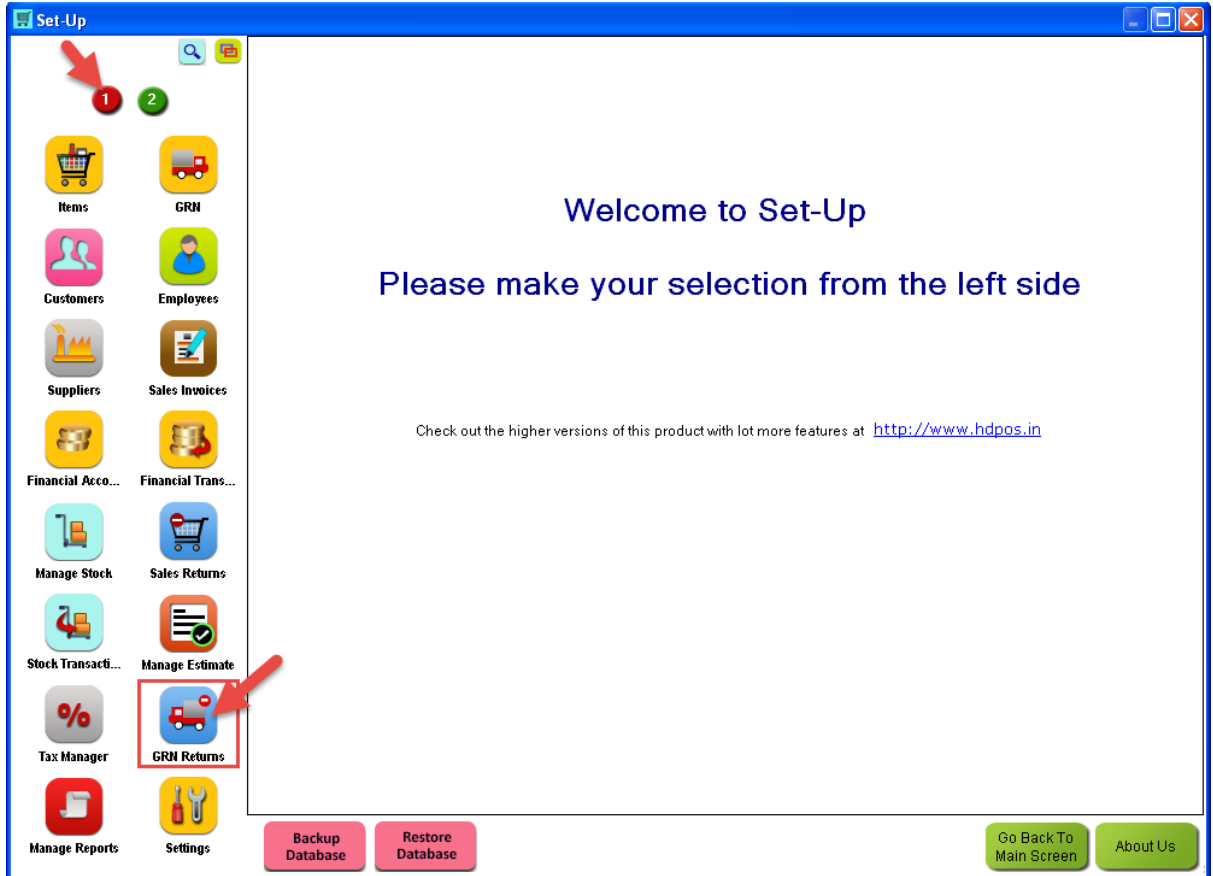 Set-Up
1 2
Items GRN
Customers Employees
Suppliers Sales Invoices
Financial Acco... Financial Trans...
Manage Stock Sales Returns
Stock Transacti... Manage Estimate
%
Tax Manager GRN Returns
Manage Reports Settings
Welcome to Set-Up
Please make your selection from the left side
Check out the higher versions of this product with lot more features at http://www.hdpos.in
Backup
Database
Restore
Database
Go Back To
Main Screen
About Us